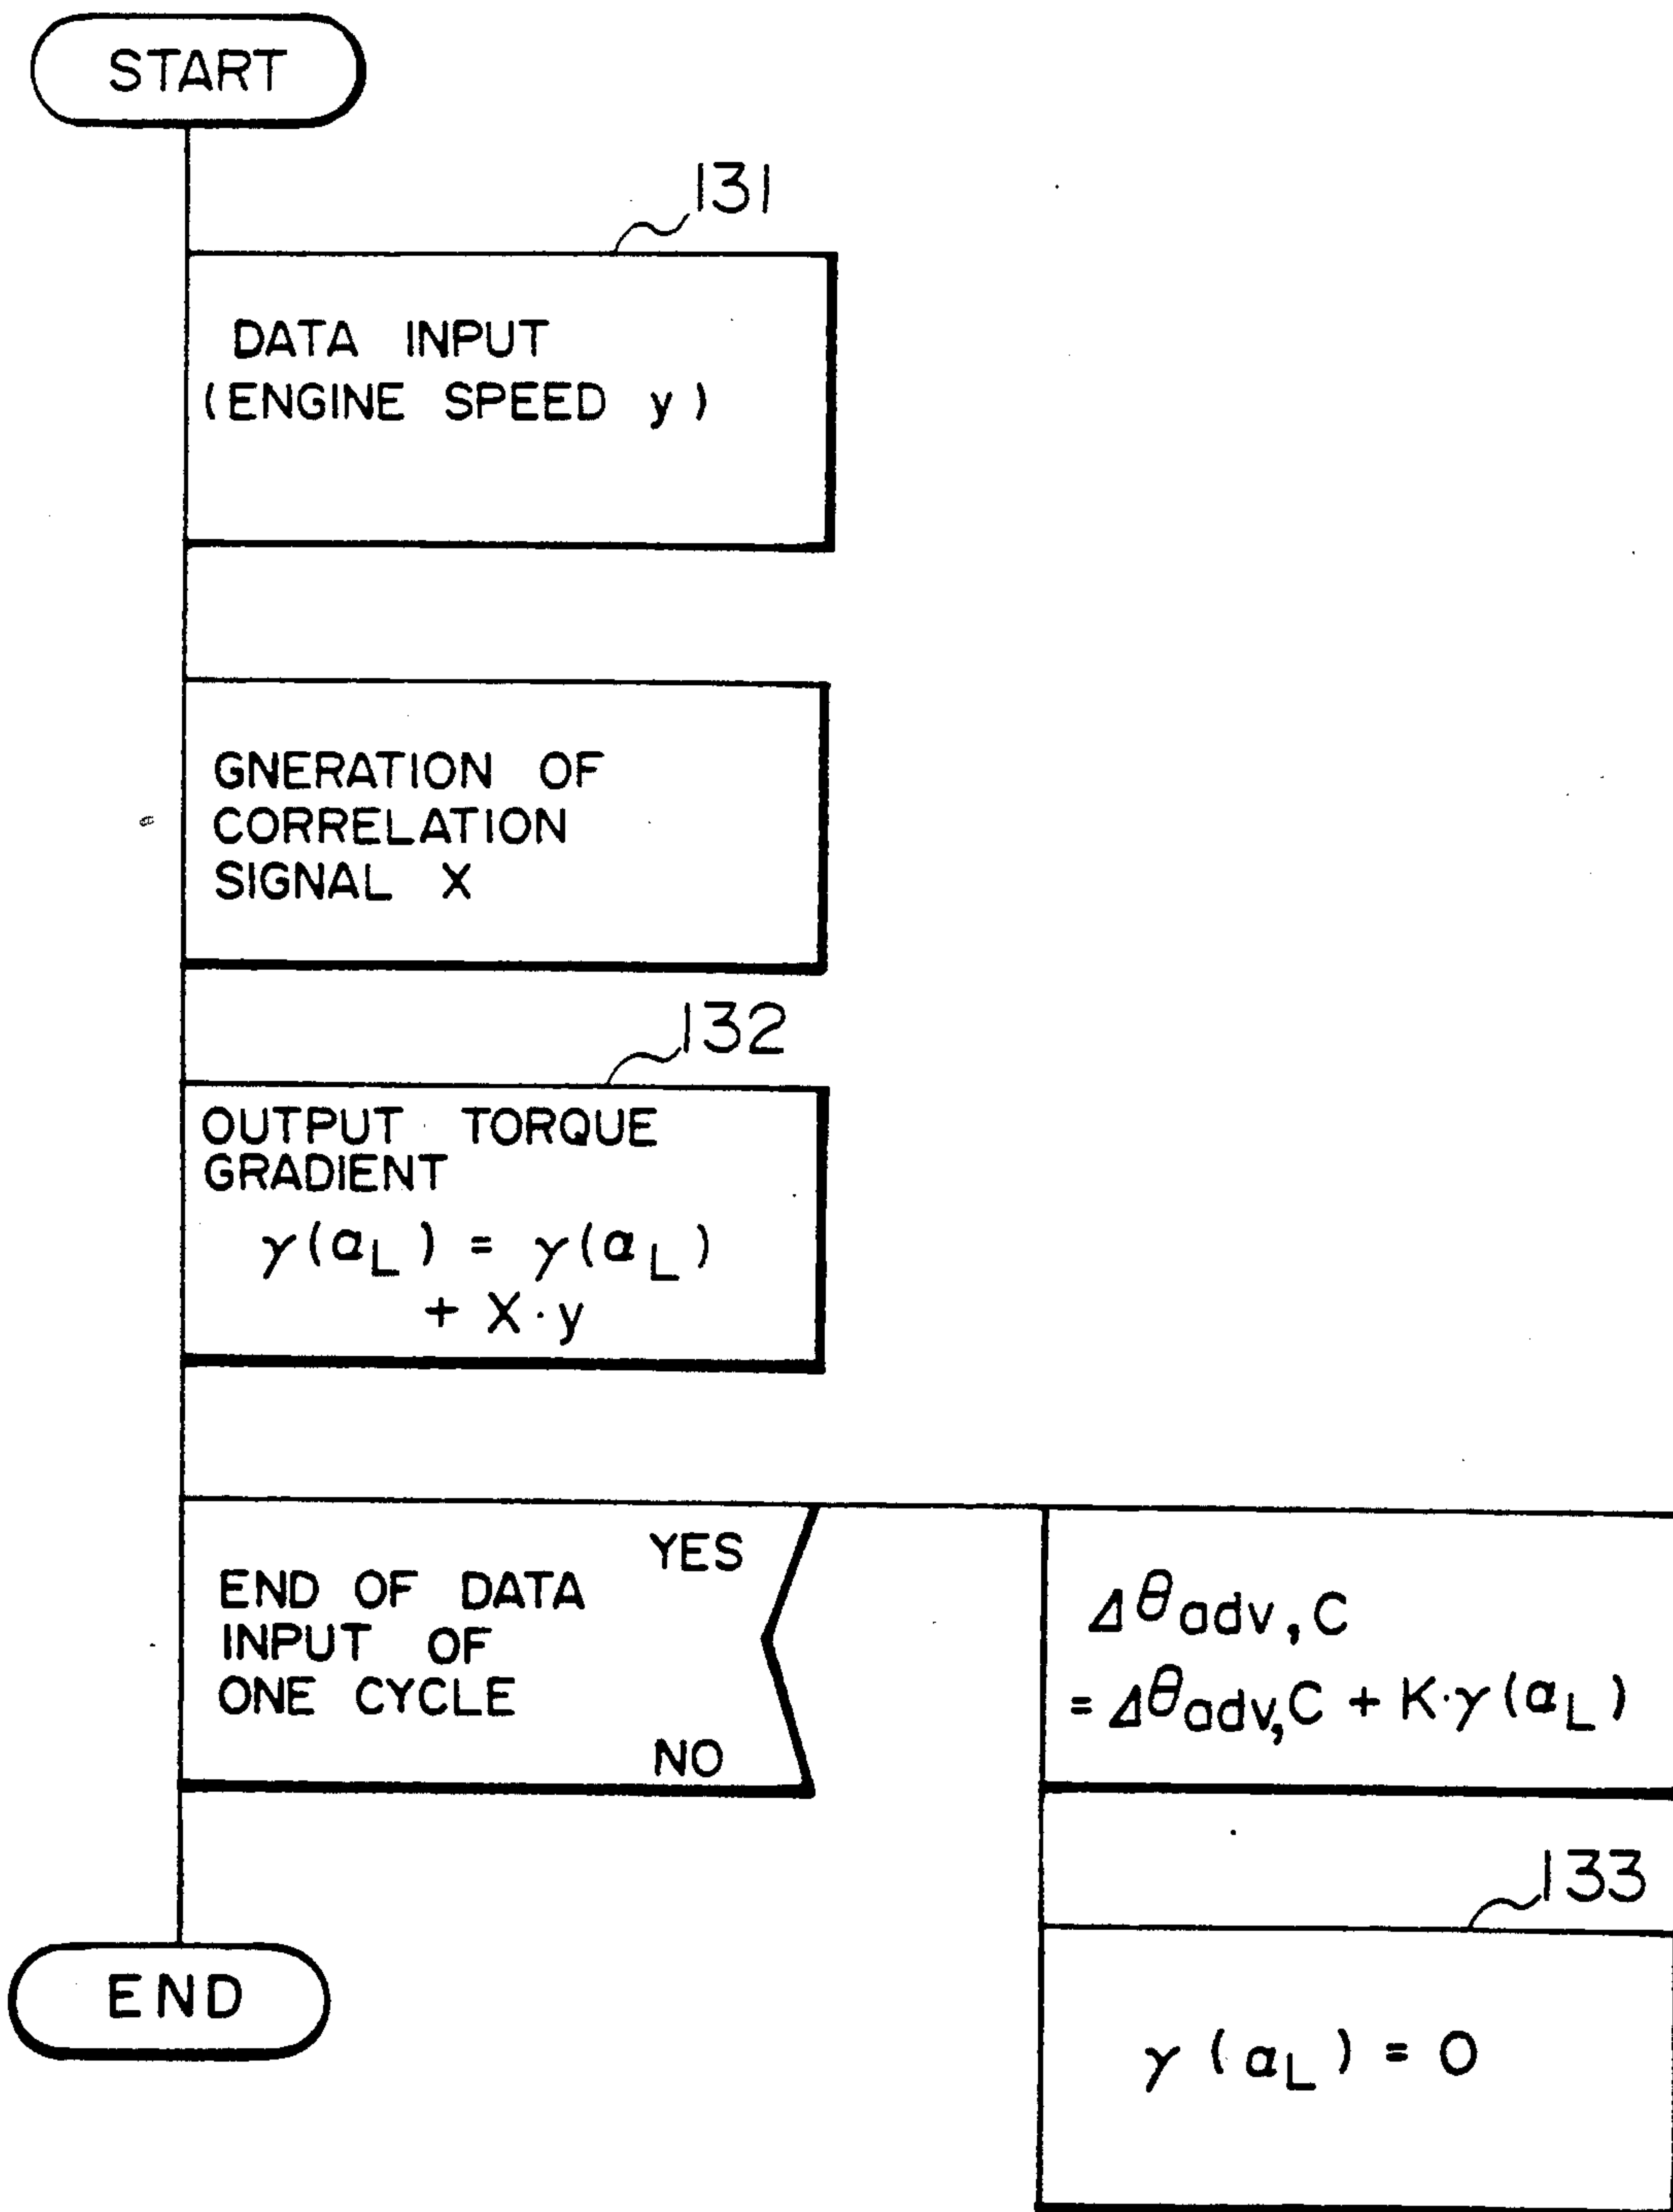 START
131
DATA INPUT
(ENGINE SPEED y)
GNERATION OF
CORRELATION
SIGNAL X
132
OUTPUT TORQUE
GRADIENT
γ(αL) = γ(αL)
+ X·y
YES
END OF DATA
INPUT OF
ONE CYCLE
NO
Δθadv,C
= Δθadv,C + K·γ(αL)
133
γ(αL) = 0
END